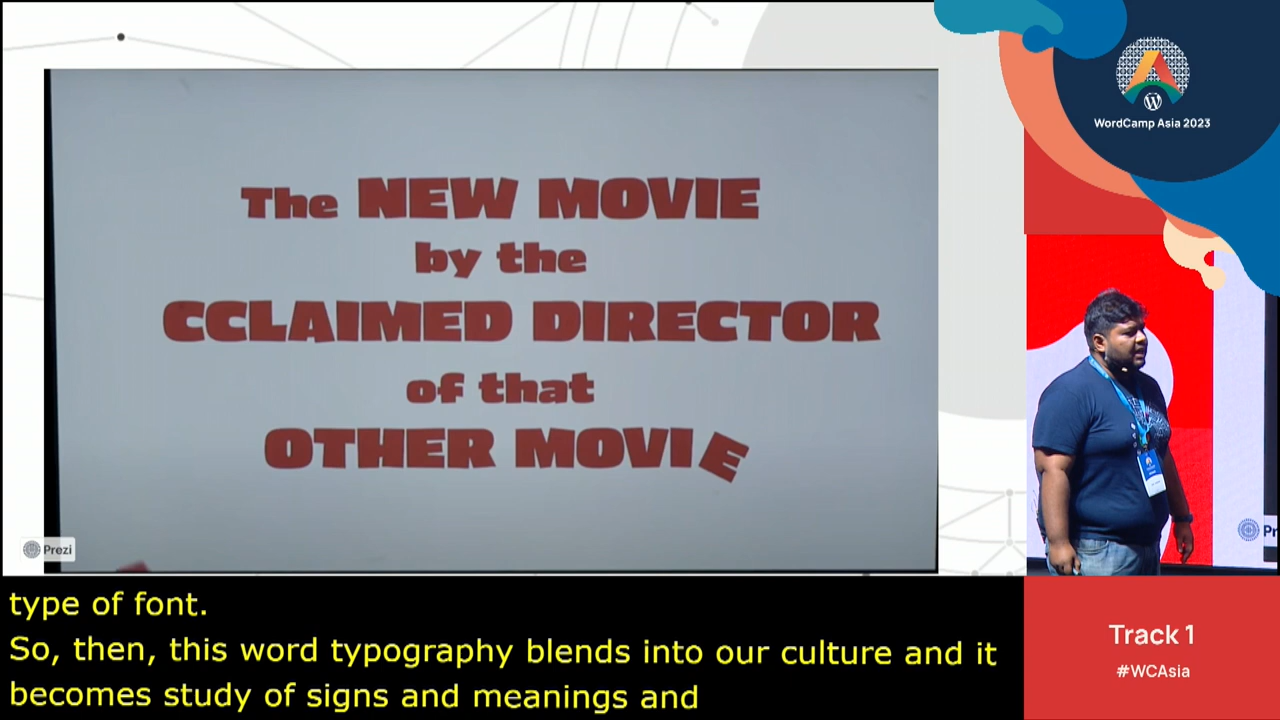 The NEW MOVIE
by the
CCLAIMED DIRECTOR
of that
OTHER MOVIE
Prezi
type of font.
So, then, this word typography blends into our culture and it
becomes study of signs and meanings and
WordCamp Asia 2023
Pr
Track 1
#WCAsia